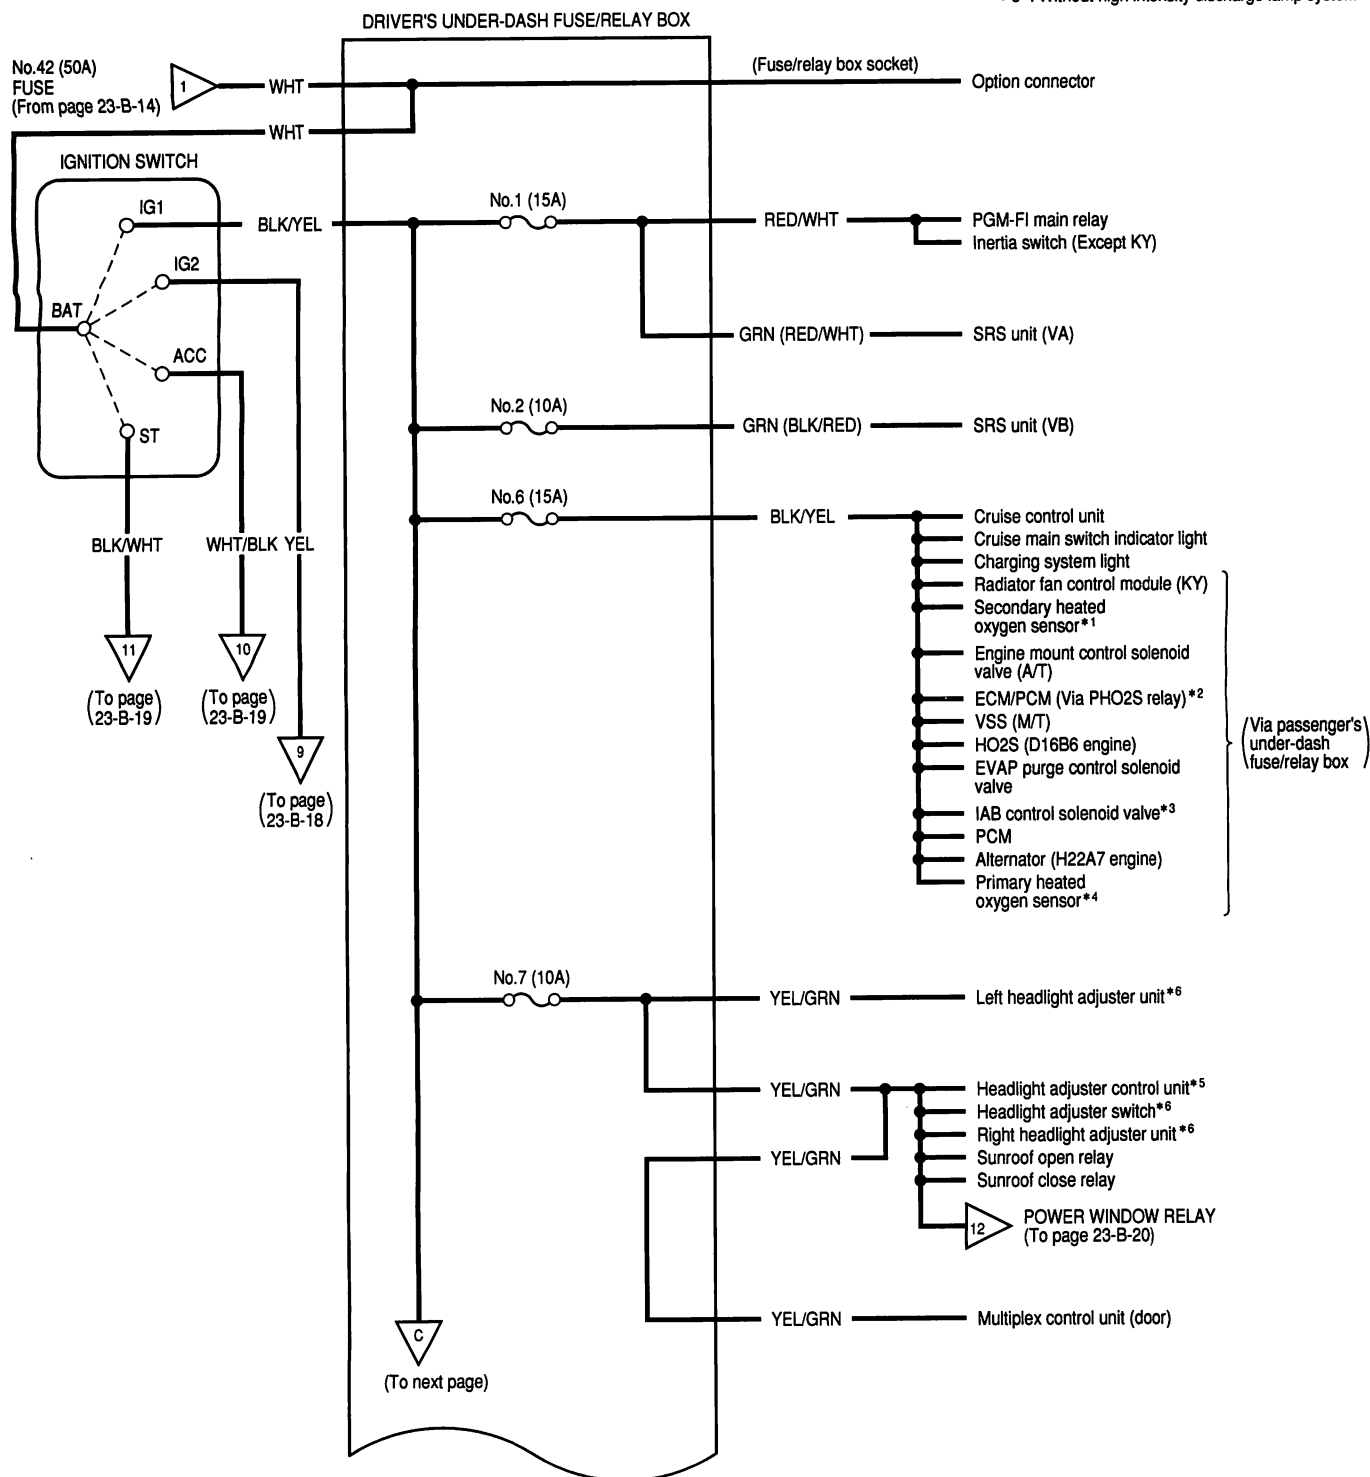 DRIVER'S UNDER-DASH FUSE/RELAY BOX
No.42 (50A)
FUSE
(From page 23-B-14)
1
WHT
(Fuse/relay box socket)
Option connector
WHT
IGNITION SWITCH
IG1
BLK/YEL
No.1 (15A)
RED/WHT
PGM-FI main relay
Inertia switch (Except KY)
IG2
BAT
GRN (RED/WHT)
SRS unit (VA)
ACC
No.2 (10A)
GRN (BLK/RED)
SRS unit (VB)
ST
No.6 (15A)
BLK/YEL
Cruise control unit
Cruise main switch indicator light
Charging system light
Radiator fan control module (KY)
Secondary heated
oxygen sensor*1
Engine mount control solenoid
valve (A/T)
ECM/PCM (Via PHO2S relay)*2
VSS (M/T)
HO2S (D16B6 engine)
EVAP purge control solenoid
valve
IAB control solenoid valve*3
PCM
Alternator (H22A7 engine)
Primary heated
oxygen sensor*4
(Via passenger's
under-dash
fuse/relay box)
BLK/WHT
WHT/BLK
YEL
11
(To page
23-B-19)
10
(To page
23-B-19)
9
(To page
23-B-18)
No.7 (10A)
YEL/GRN
Left headlight adjuster unit*6
YEL/GRN
Headlight adjuster control unit*5
Headlight adjuster switch*6
Right headlight adjuster unit*6
YEL/GRN
Sunroof open relay
Sunroof close relay
12
POWER WINDOW RELAY
(To page 23-B-20)
YEL/GRN
Multiplex control unit (door)
C
(To next page)